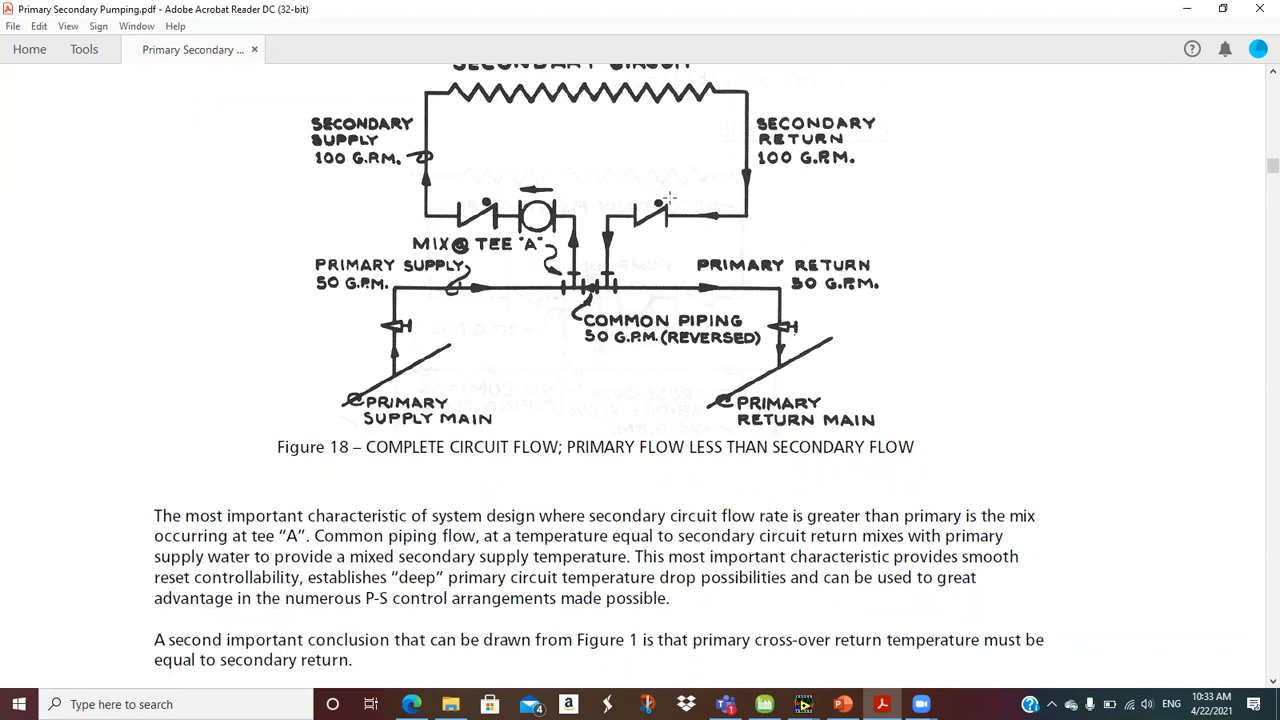 Primary Secondary Pumping.pdf - Adobe Acrobat Reader DC (32-bit)
File Edit View Sign Window Help
Home Tools Primary Secondary ... ×
SECONDARY CIRCUIT
SECONDARY
SUPPLY
100 G.P.M.
SECONDARY
RETURN
100 G.P.M.
MIX @ TEE "A"
PRIMARY SUPPLY
50 G.P.M.
PRIMARY RETURN
50 G.P.M.
COMMON PIPING
50 G.P.M. (REVERSED)
PRIMARY
SUPPLY MAIN
PRIMARY
RETURN MAIN
Figure 18 – COMPLETE CIRCUIT FLOW; PRIMARY FLOW LESS THAN SECONDARY FLOW
The most important characteristic of system design where secondary circuit flow rate is greater than primary is the mix
occurring at tee “A”. Common piping flow, at a temperature equal to secondary circuit return mixes with primary
supply water to provide a mixed secondary supply temperature. This most important characteristic provides smooth
reset controllability, establishes “deep” primary circuit temperature drop possibilities and can be used to great
advantage in the numerous P-S control arrangements made possible.
A second important conclusion that can be drawn from Figure 1 is that primary cross-over return temperature must be
equal to secondary return.
Type here to search
4
1
ENG
10:33 AM
4/22/2021